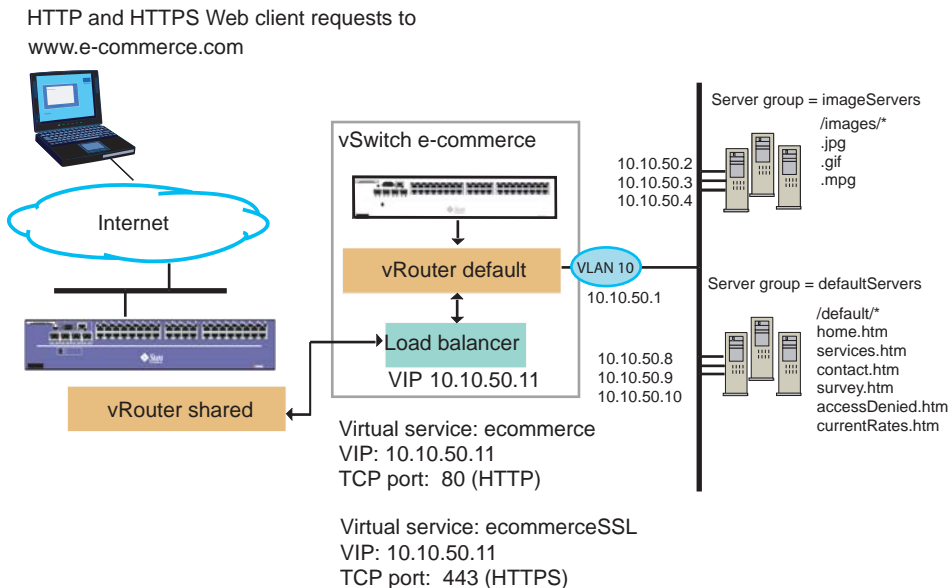 HTTP and HTTPS Web client requests to
www.e-commerce.com
Internet
Sun
vRouter shared
vSwitch e-commerce
Sun
vRouter default
Load balancer
VIP 10.10.50.11
VLAN 10
10.10.50.1
Virtual service: ecommerce
VIP: 10.10.50.11
TCP port: 80 (HTTP)
Virtual service: ecommerceSSL
VIP: 10.10.50.11
TCP port: 443 (HTTPS)
Server group = imageServers
/images/*
.jpg
.gif
.mpg
10.10.50.2
10.10.50.3
10.10.50.4
Server group = defaultServers
/default/*
home.htm
services.htm
contact.htm
survey.htm
accessDenied.htm
currentRates.htm
10.10.50.8
10.10.50.9
10.10.50.10